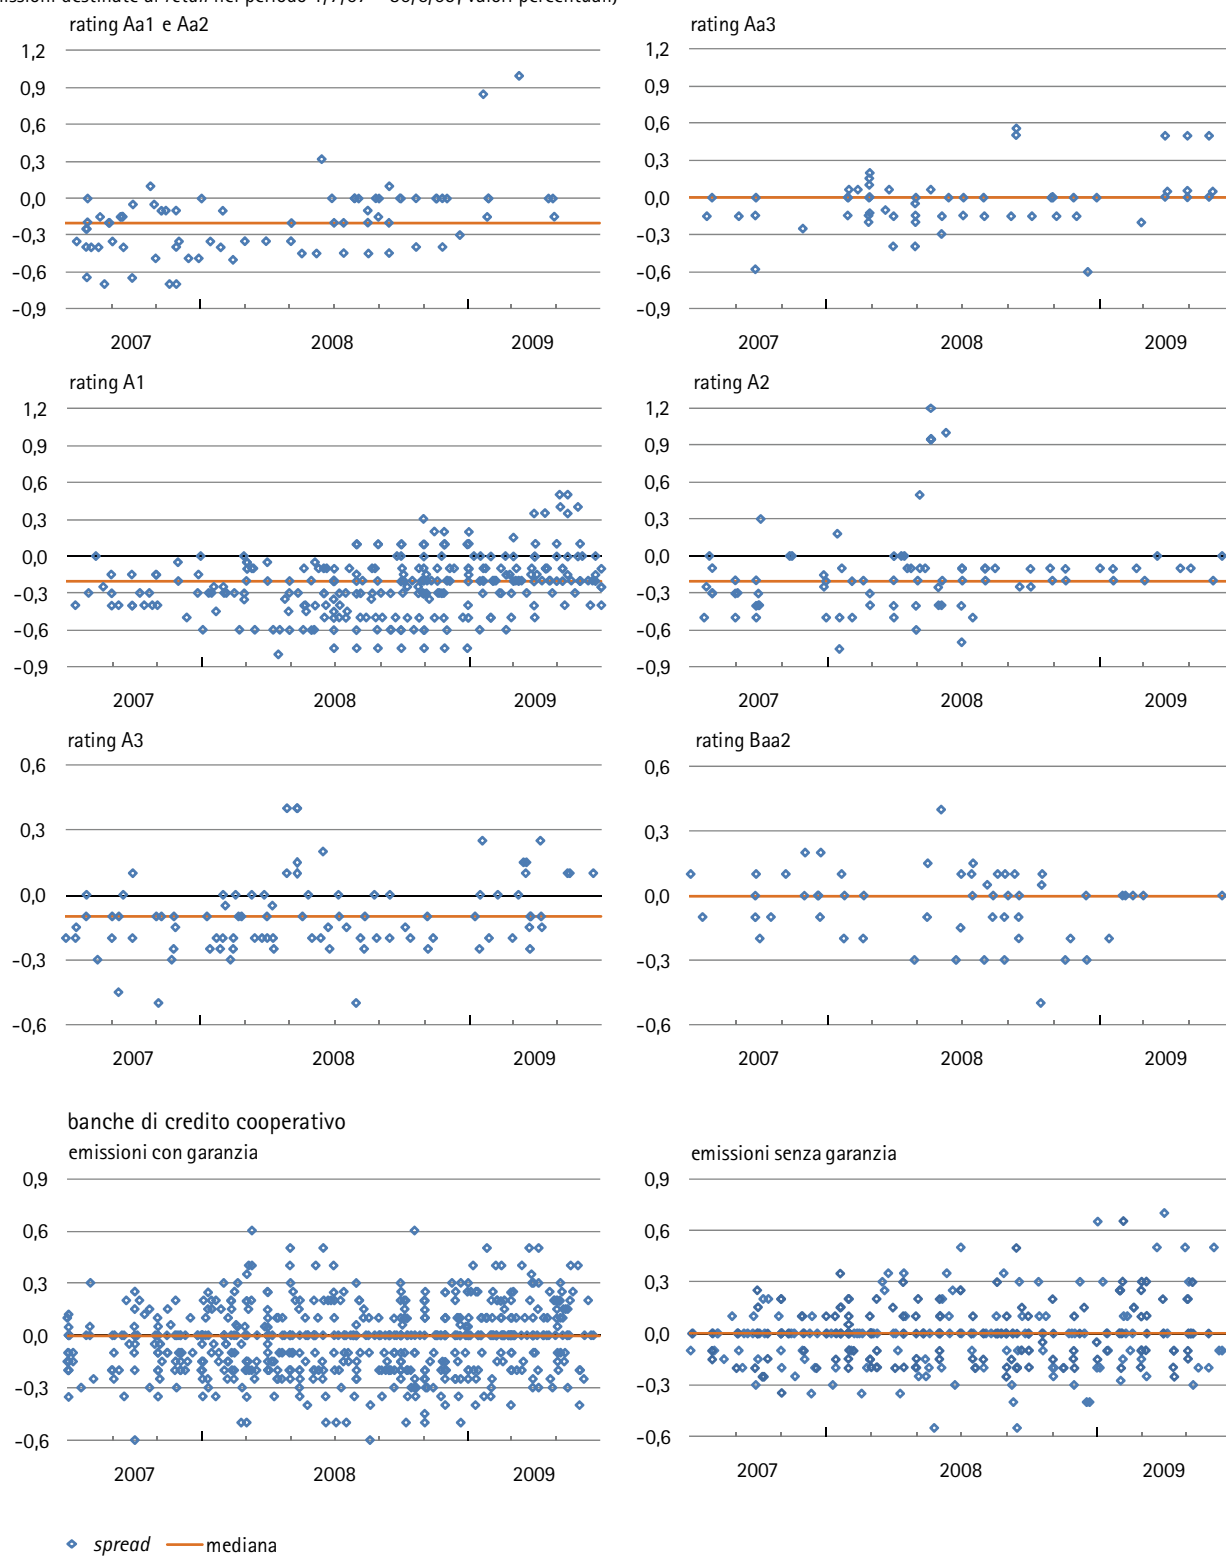 destinate al retail nel periodo valori percentuali)
rating Aa1 e Aa2
1,2
0,9
0,6
0,3
0,0
-0,3
-0,6
-0,9
2007 2008 2009
rating Aa3
1,2
0,9
0,6
0,3
0,0
-0,3
-0,6
-0,9
2007 2008 2009
rating A1
1,2
0,9
0,6
0,3
0,0
-0,3
-0,6
-0,9
2007 2008 2009
rating A2
1,2
0,9
0,6
0,3
0,0
-0,3
-0,6
-0,9
2007 2008 2009
rating A3
0,6
0,3
0,0
-0,3
-0,6
2007 2008 2009
rating Baa2
0,6
0,3
0,0
-0,3
-0,6
2007 2008 2009
banche di credito cooperativo
emissioni con garanzia
0,9
0,6
0,3
0,0
-0,3
-0,6
2007 2008 2009
emissioni senza garanzia
0,9
0,6
0,3
0,0
-0,3
-0,6
2007 2008 2009
spread mediana